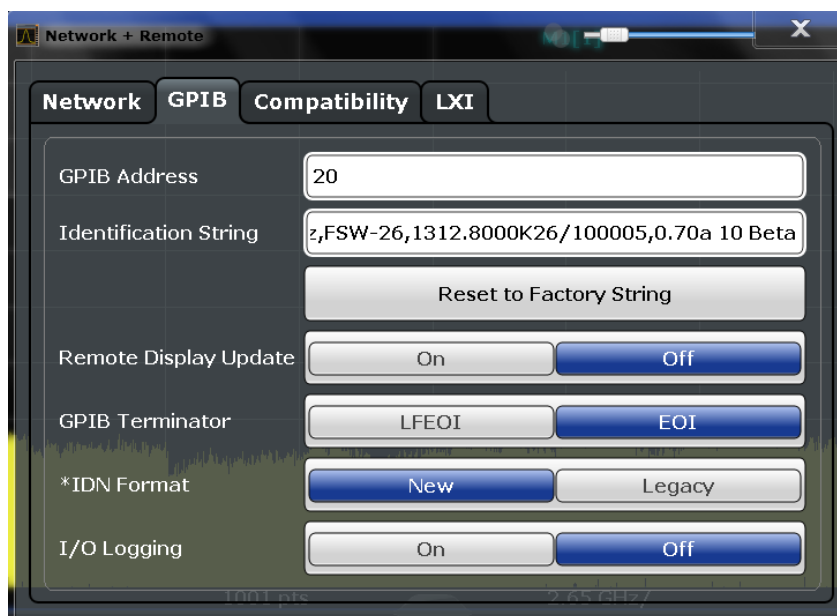 Network + Remote
X
Network GPIB Compatibility LXI
GPIB Address 20
Identification String z,FSW-26,1312.8000K26/100005,0.70a 10 Beta
Reset to Factory String
Remote Display Update On Off
GPIB Terminator LFEOI EOI
*IDN Format New Legacy
I/O Logging On Off
1001 pts 2.65 GHz/